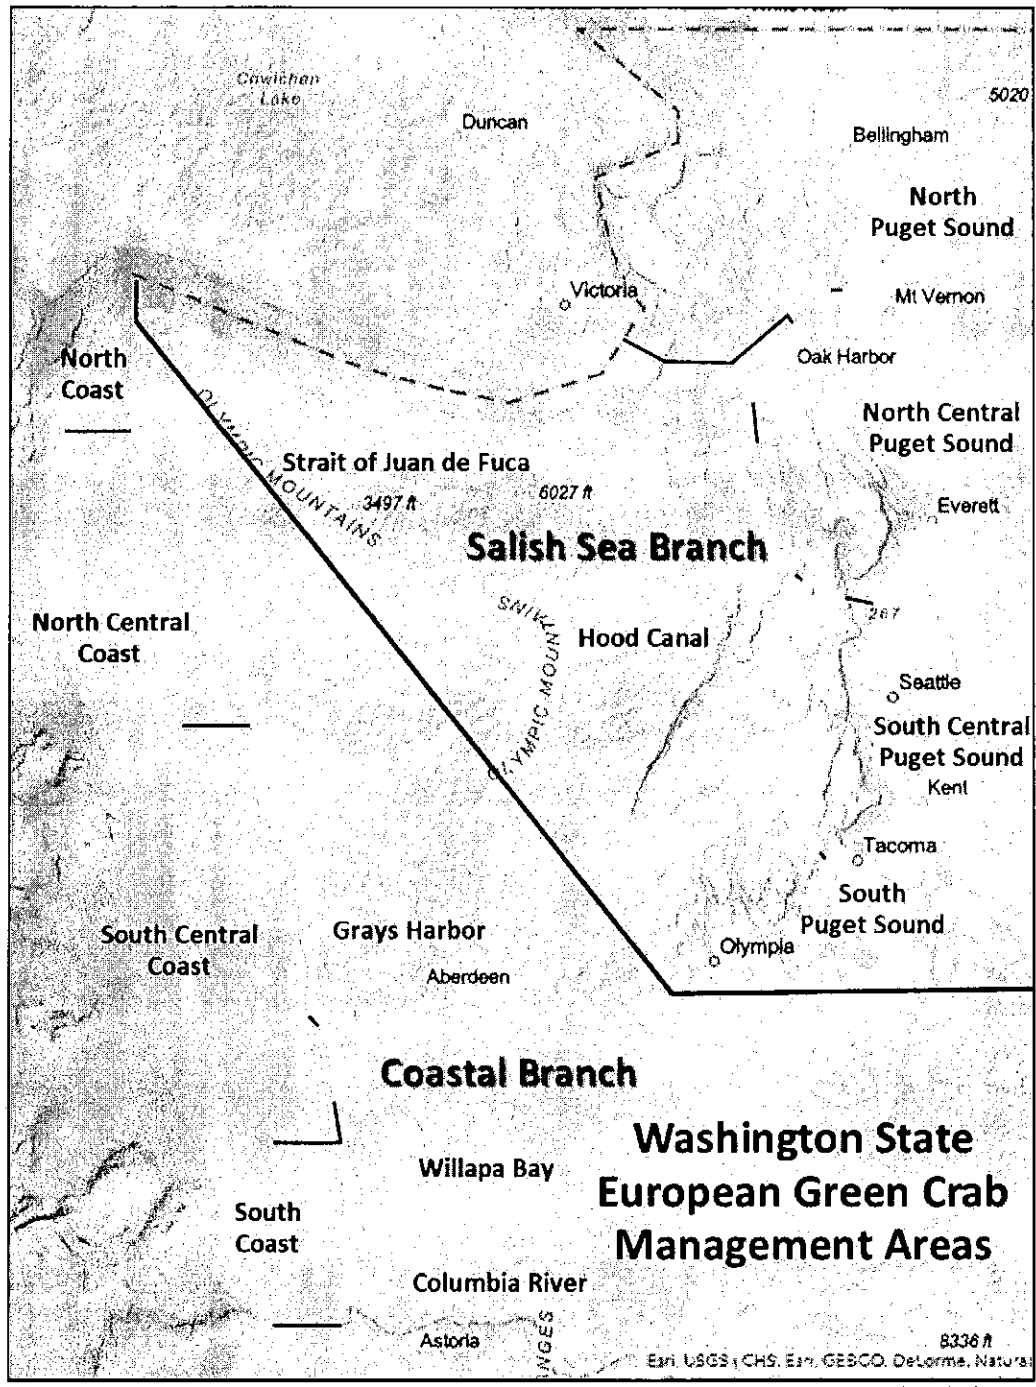 Cowichan
Lake
Duncan
5020
Bellingham
North
Puget Sound
Victoria
Mt Vernon
Oak Harbor
North
Coast
North Central
Puget Sound
Strait of Juan de Fuca
OLYMPIC MOUNTAINS
3497 ft
6027 ft
Everett
Salish Sea Branch
267
North Central
Coast
Hood Canal
OLYMPIC MOUNTAINS
Seattle
South Central
Puget Sound
Kent
Tacoma
South
Puget Sound
South Central
Coast
Grays Harbor
Olympia
Aberdeen
Coastal Branch
Washington State
European Green Crab
Management Areas
Willapa Bay
South
Coast
Columbia River
Astoria
NGES
8336 ft
Esri, USGS | CHS, Esri, GEBCO, DeLorme, Natura